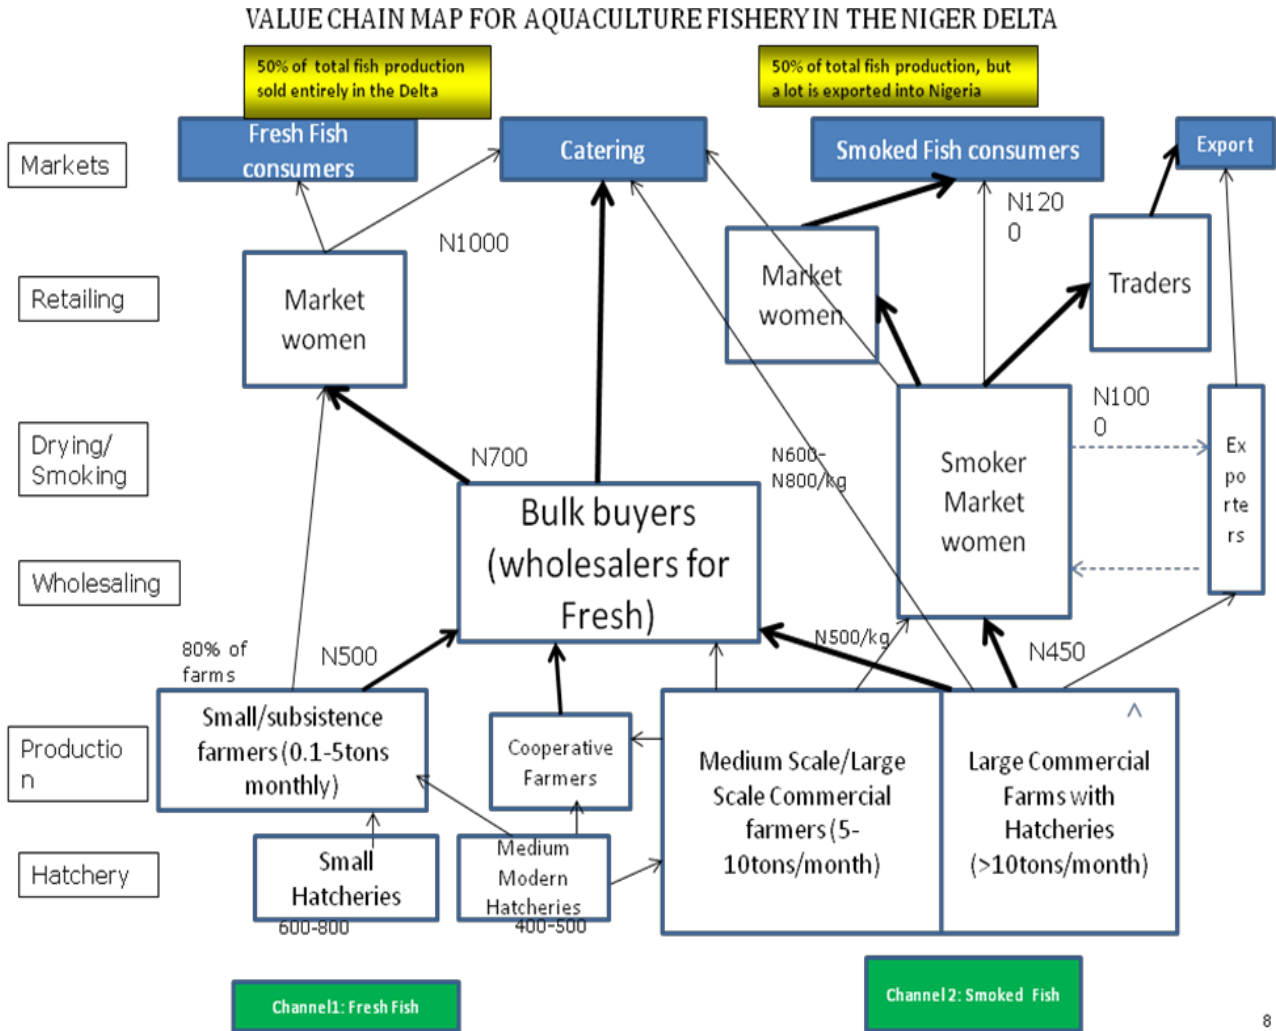 VALUE CHAIN MAP FOR AQUACULTURE FISHERY IN THE NIGER DELTA
50% of total fish production
sold entirely in the Delta
50% of total fish production, but
a lot is exported into Nigeria
Markets
Fresh Fish
consumers
Catering
Smoked Fish consumers
Export
N1000
N120
0
Retailing
Market
women
Market
women
Traders
Drying/
Smoking
N700
N600-
N800/kg
N100
0
Smoker
Market
women
Ex
po
rte
rs
Wholesaling
Bulk buyers
(wholesalers for
Fresh)
80% of
farms
N500
N500/kg
N450
Productio
n
Small/subsistence
farmers (0.1-5tons
monthly)
Cooperative
Farmers
Medium Scale/Large
Scale Commercial
farmers (5-
10tons/month)
Large Commercial
Farms with
Hatcheries
(>10tons/month)
^
Hatchery
Small
Hatcheries
600-800
Medium
Modern
Hatcheries
400-500
Channel1: Fresh Fish
Channel 2: Smoked Fish
8